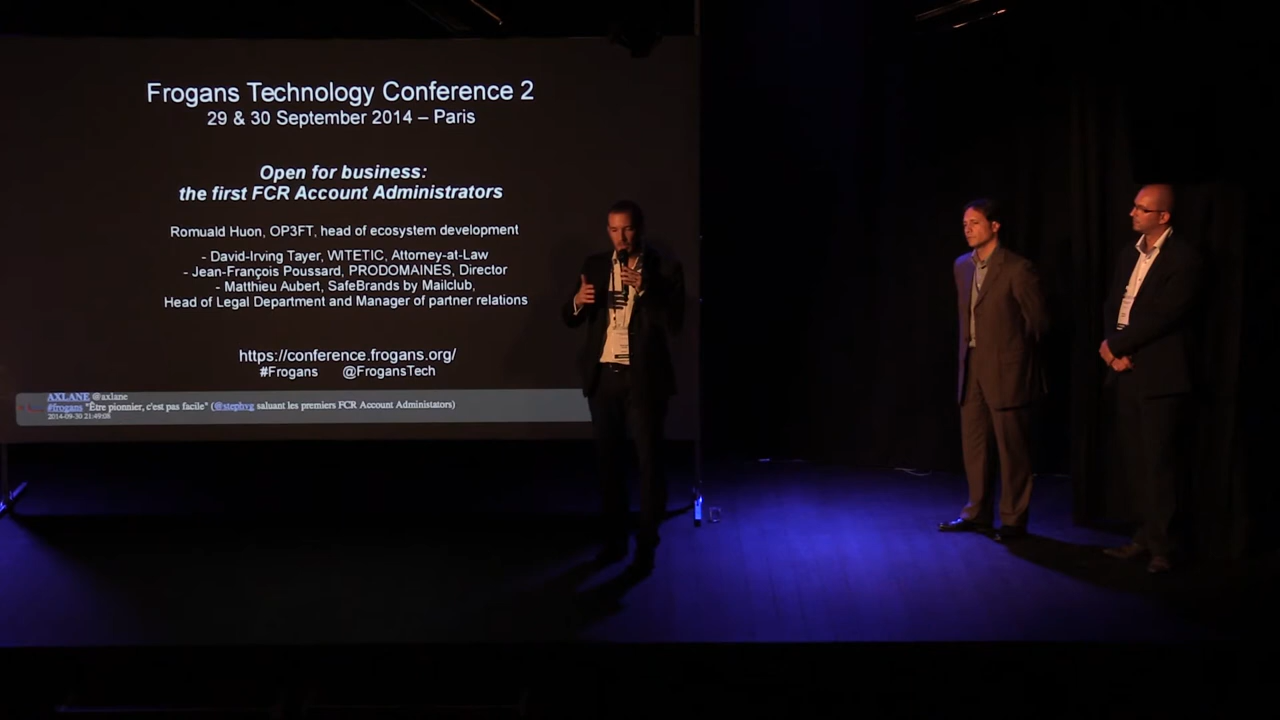 Frogans Technology Conference 2
29 & 30 September 2014 – Paris
Open for business:
the first FCR Account Administrators
Romuald Huon, OP3FT, head of ecosystem development
- David-Irving Tayer, WITETIC, Attorney-at-Law
- Jean-François Poussard, PRODOMAINES, Director
- Matthieu Aubert, SafeBrands by Mailclub,
Head of Legal Department and Manager of partner relations
https://conference.frogans.org/
#Frogans @FrogansTech
AXLANE @axlane
#frogans "Être pionnier, c'est pas facile" (@stephvg saluant les premiers FCR Account Administators)
2014-09-30 21:49:08